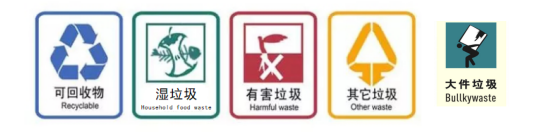 可回收物
Recyclable
湿垃圾
Household food waste
有害垃圾
Harmful waste
其它垃圾
Other waste
大件垃圾
Bullkywaste